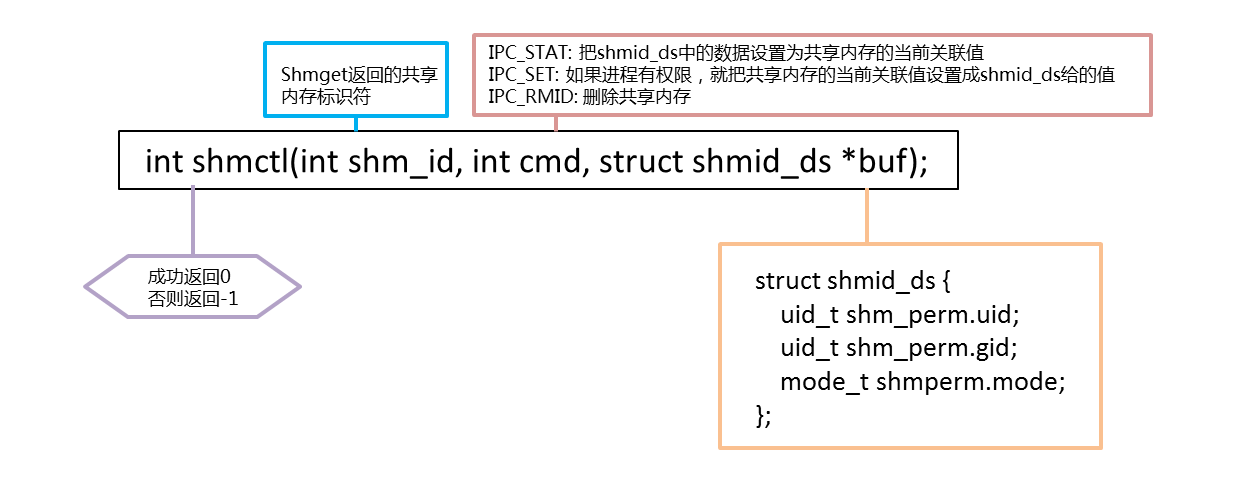 Shmget返回的共享
内存标识符
IPC_STAT: 把shmid_ds中的数据设置为共享内存的当前关联值
IPC_SET: 如果进程有权限，就把共享内存的当前关联值设置成shmid_ds给的值
IPC_RMID: 删除共享内存
int shmctl(int shm_id, int cmd, struct shmid_ds *buf);
成功返回0
否则返回-1
struct shmid_ds {
    uid_t shm_perm.uid;
    uid_t shm_perm.gid;
    mode_t shmperm.mode;
};